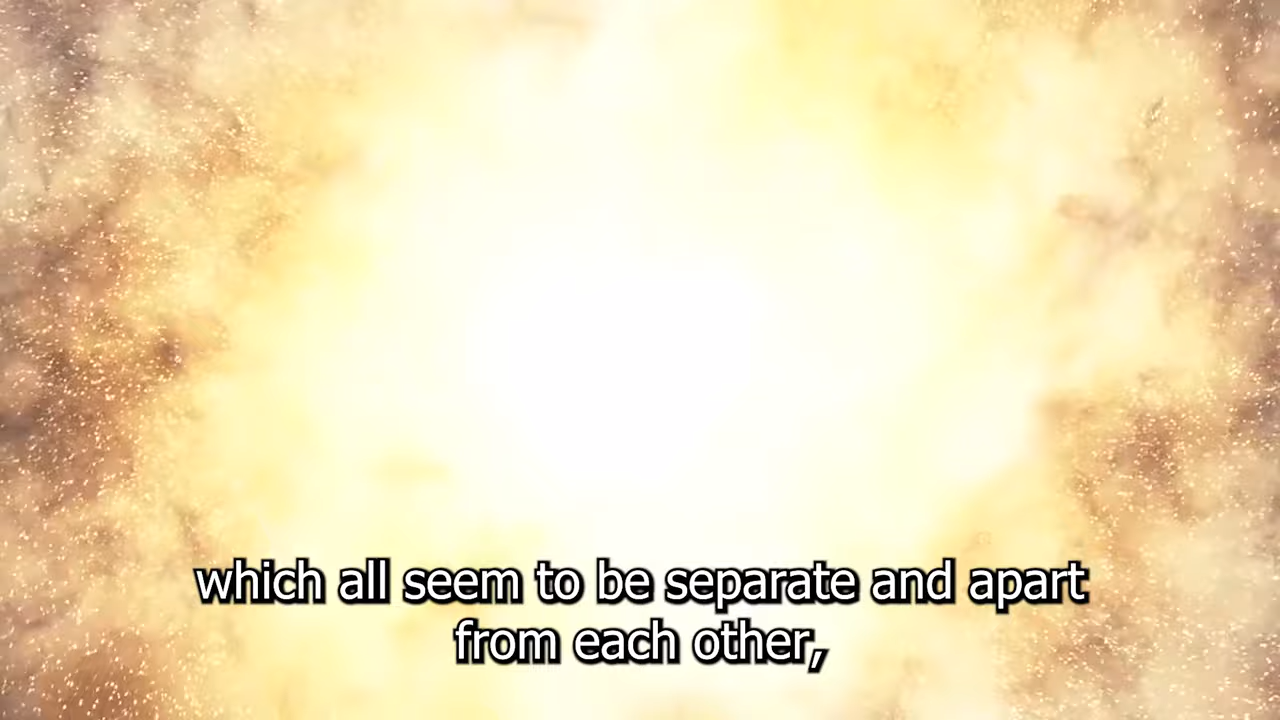 which all seem to be separate and apart
from each other,